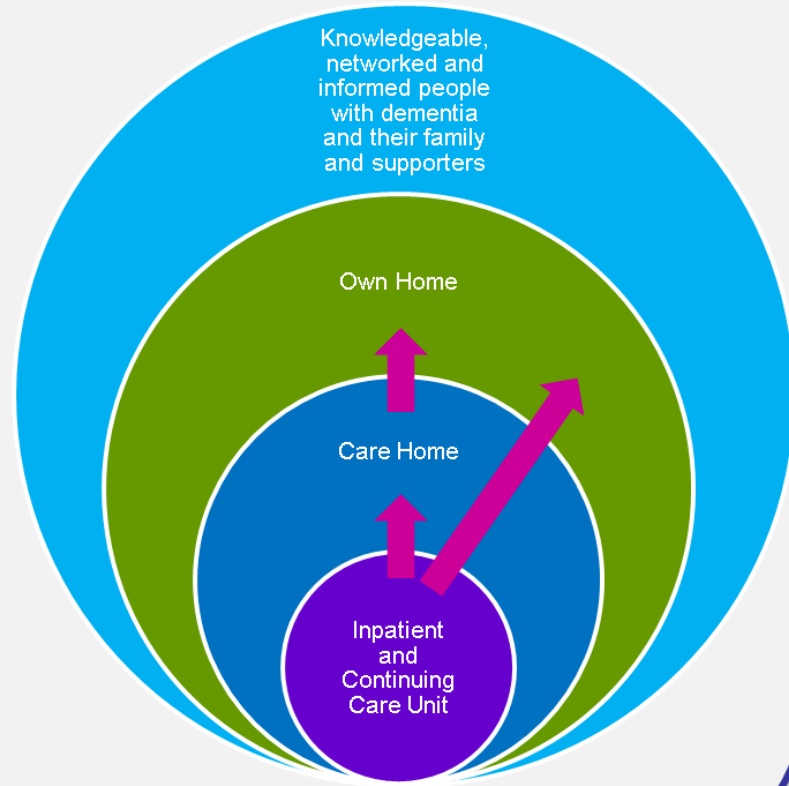 Knowledgeable,
networked and
informed people
with dementia
and their family
and supporters
Own Home
Care Home
Inpatient
and
Continuing
Care Unit